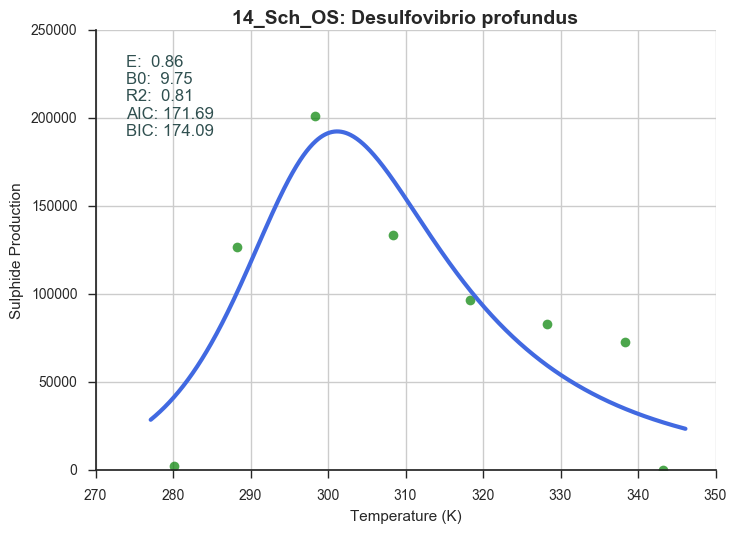 14_Sch_OS: Desulfovibrio profundus
250000
200000
150000
100000
50000
0
E: 0.86
B0: 9.75
R2: 0.81
AIC: 171.69
BIC: 174.09
Sulphide Production
270 280 290 300 310 320 330 340 350
Temperature (K)